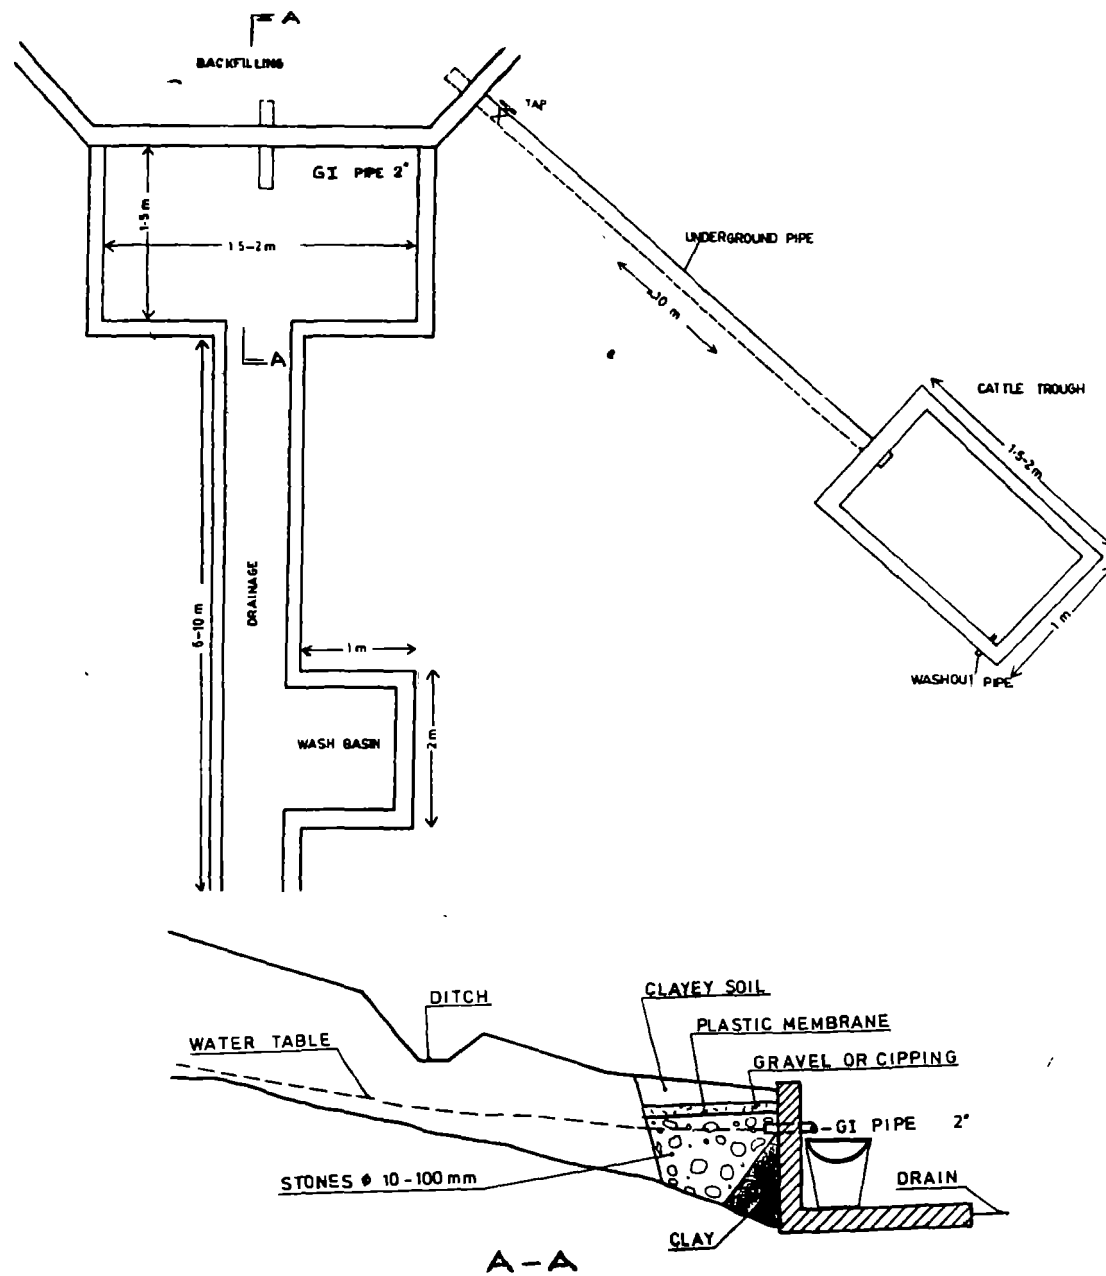 A
BACKFILLING
TAP
GI PIPE 2"
1·5 m
1·5-2 m
UNDERGROUND PIPE
10 m
A
CATTLE TROUGH
1·5-2m
1 m
WASHOUT PIPE
DRAINAGE
6-10 m
1 m
WASH BASIN
2 m
DITCH
CLAYEY SOIL
PLASTIC MEMBRANE
WATER TABLE
GRAVEL OR CIPPING
GI PIPE 2"
STONES ø 10-100 mm
DRAIN
CLAY
A-A